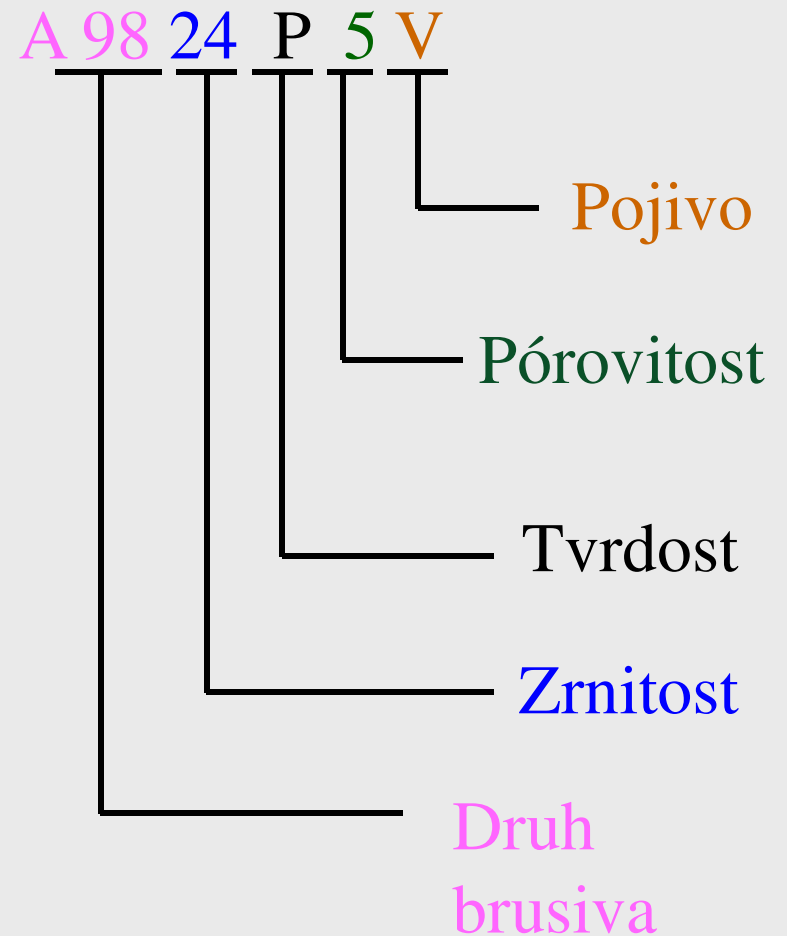 A 98 24 P 5 V
Pojivo
Pórovitost
Tvrdost
Zrnitost
Druh
brusiva